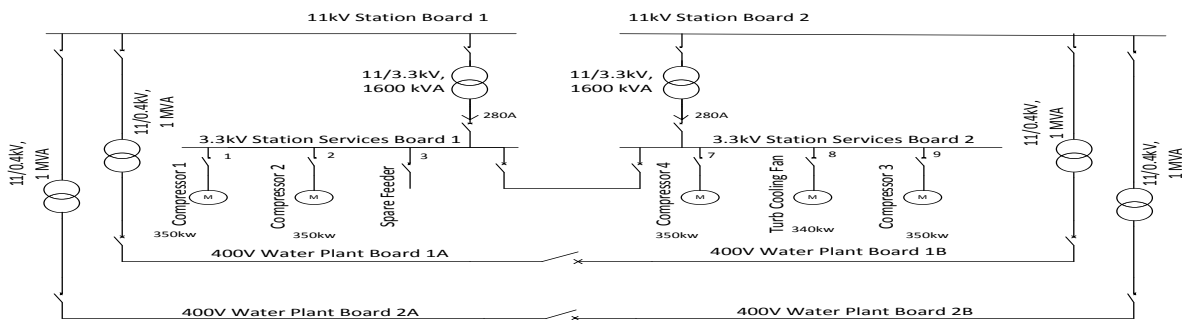 11kV Station Board 1
11kV Station Board 2
11/3.3kV,
1600 kVA
11/3.3kV,
1600 kVA
280A
280A
11/0.4kV,
1 MVA
11/0.4kV,
1 MVA
11/0.4kV,
1 MVA
11/0.4kV,
1 MVA
3.3kV Station Services Board 1
3.3kV Station Services Board 2
1
2
3
7
8
9
Compressor 1
M
350kw
Compressor 2
M
350kw
Spare Feeder
Compressor 4
M
350kw
Turb Cooling Fan
M
340kw
Compressor 3
M
350kw
400V Water Plant Board 1A
400V Water Plant Board 1B
400V Water Plant Board 2A
400V Water Plant Board 2B